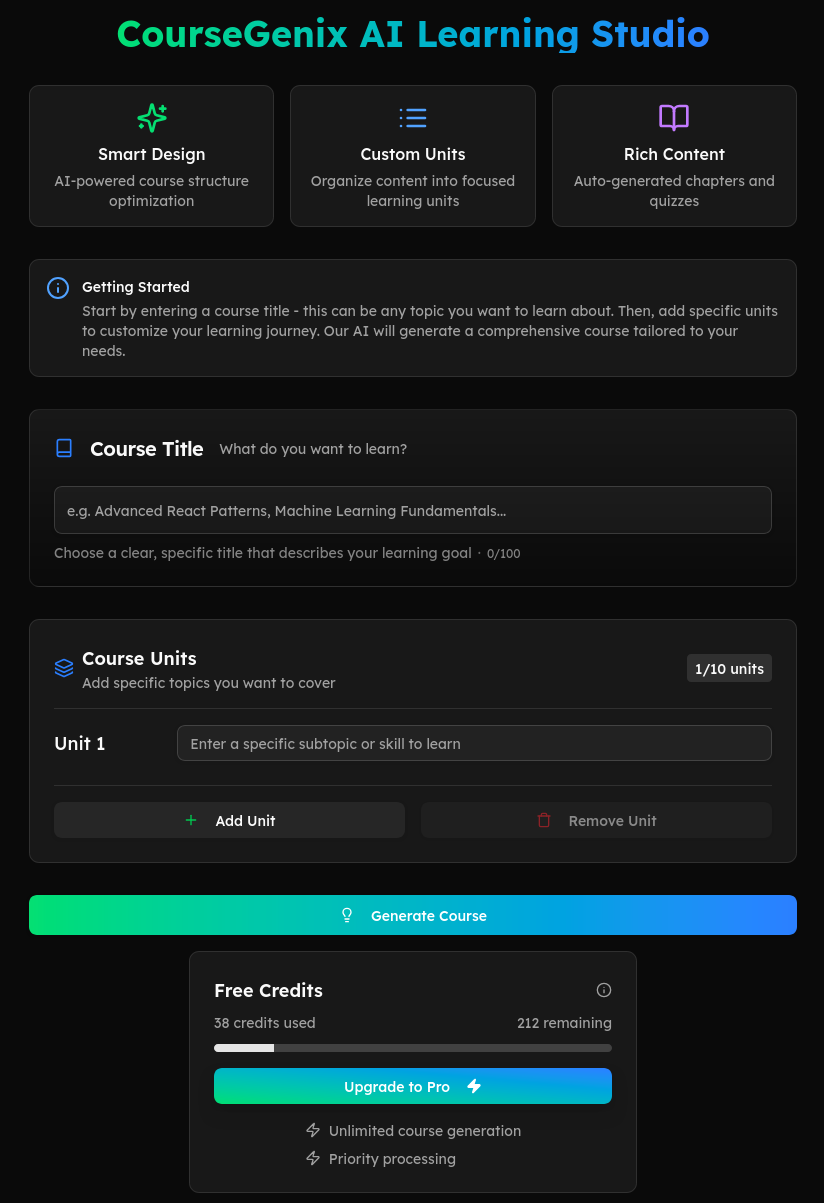 CourseGenix AI Learning Studio
Smart Design
AI-powered course structure
optimization
Custom Units
Organize content into focused
learning units
Rich Content
Auto-generated chapters and
quizzes
Getting Started
Start by entering a course title - this can be any topic you want to learn about. Then, add specific units
to customize your learning journey. Our AI will generate a comprehensive course tailored to your
needs.
Course Title What do you want to learn?
e.g. Advanced React Patterns, Machine Learning Fundamentals...
Choose a clear, specific title that describes your learning goal · 0/100
Course Units
Add specific topics you want to cover
1/10 units
Unit 1
Enter a specific subtopic or skill to learn
Add Unit
Remove Unit
Generate Course
Free Credits
38 credits used
212 remaining
Upgrade to Pro
Unlimited course generation
Priority processing